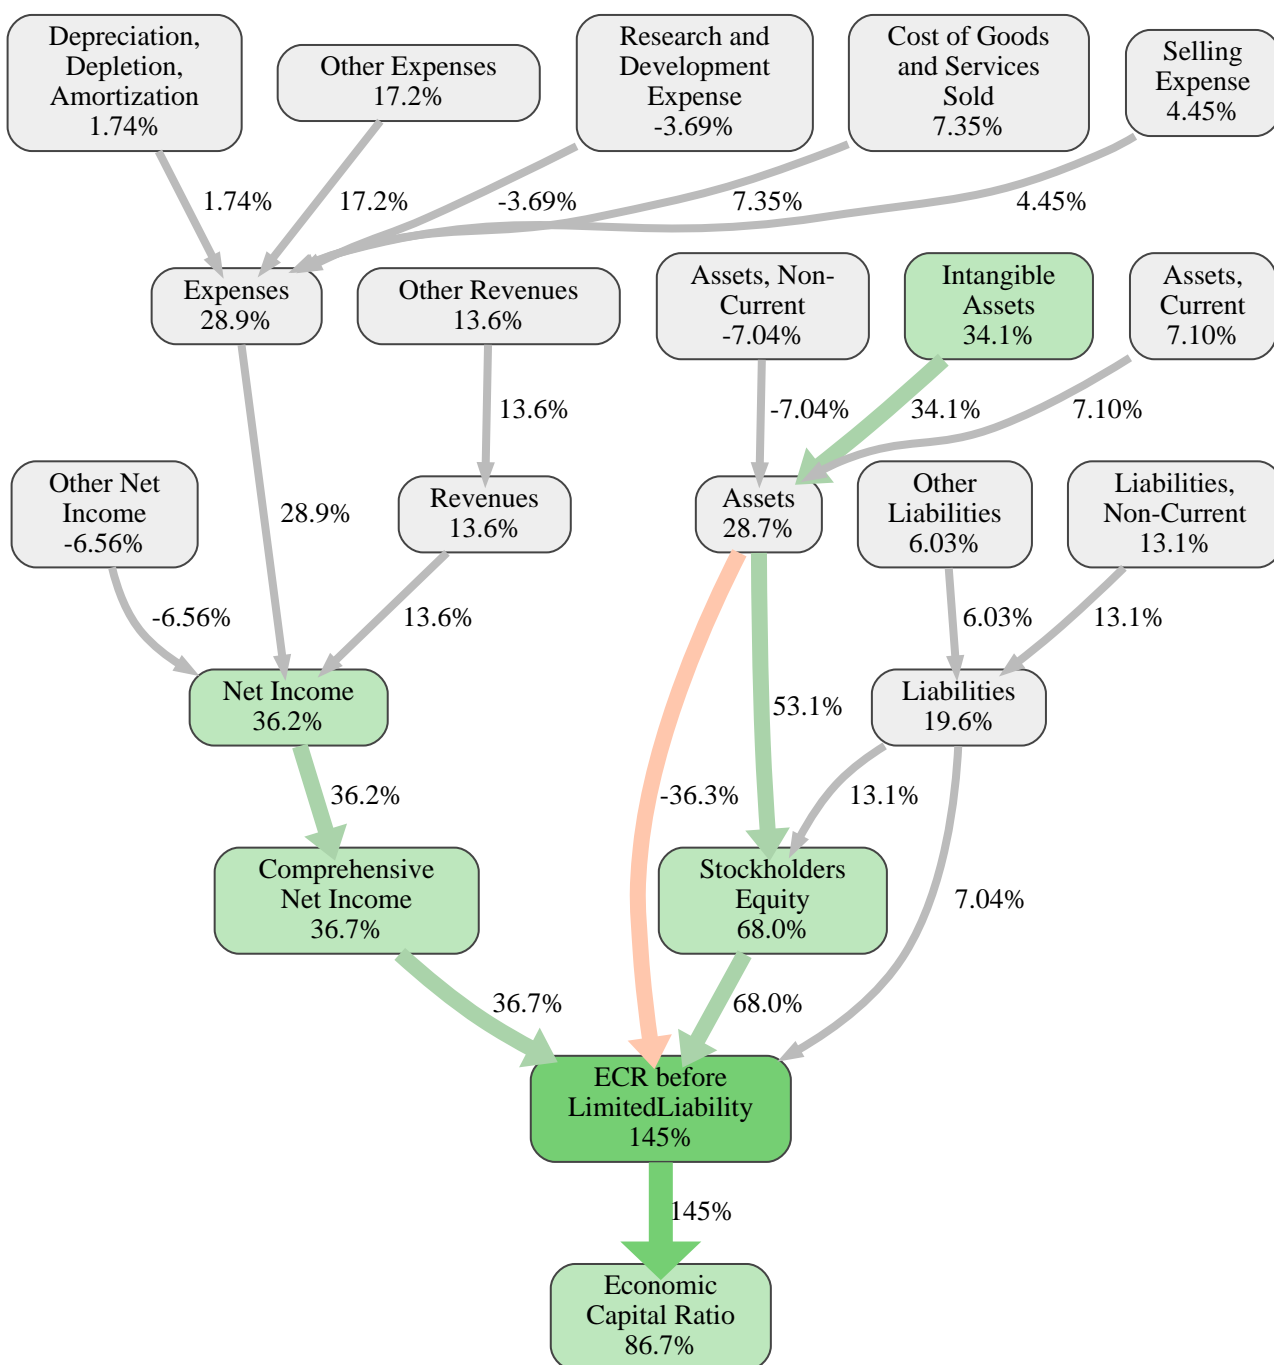 Depreciation,
Depletion,
Amortization
1.74%
Other Expenses
17.2%
Research and
Development
Expense
-3.69%
Cost of Goods
and Services
Sold
7.35%
Selling
Expense
4.45%
1.74%
17.2%
-3.69%
7.35%
4.45%
Expenses
28.9%
Other Revenues
13.6%
Assets, Non-
Current
-7.04%
Intangible
Assets
34.1%
Assets,
Current
7.10%
13.6%
-7.04%
34.1%
7.10%
Other Net
Income
-6.56%
28.9%
Revenues
13.6%
Assets
28.7%
Other
Liabilities
6.03%
Liabilities,
Non-Current
13.1%
-6.56%
13.6%
6.03%
13.1%
Net Income
36.2%
53.1%
Liabilities
19.6%
36.2%
-36.3%
13.1%
Comprehensive
Net Income
36.7%
Stockholders
Equity
68.0%
7.04%
36.7%
68.0%
ECR before
LimitedLiability
145%
145%
Economic
Capital Ratio
86.7%